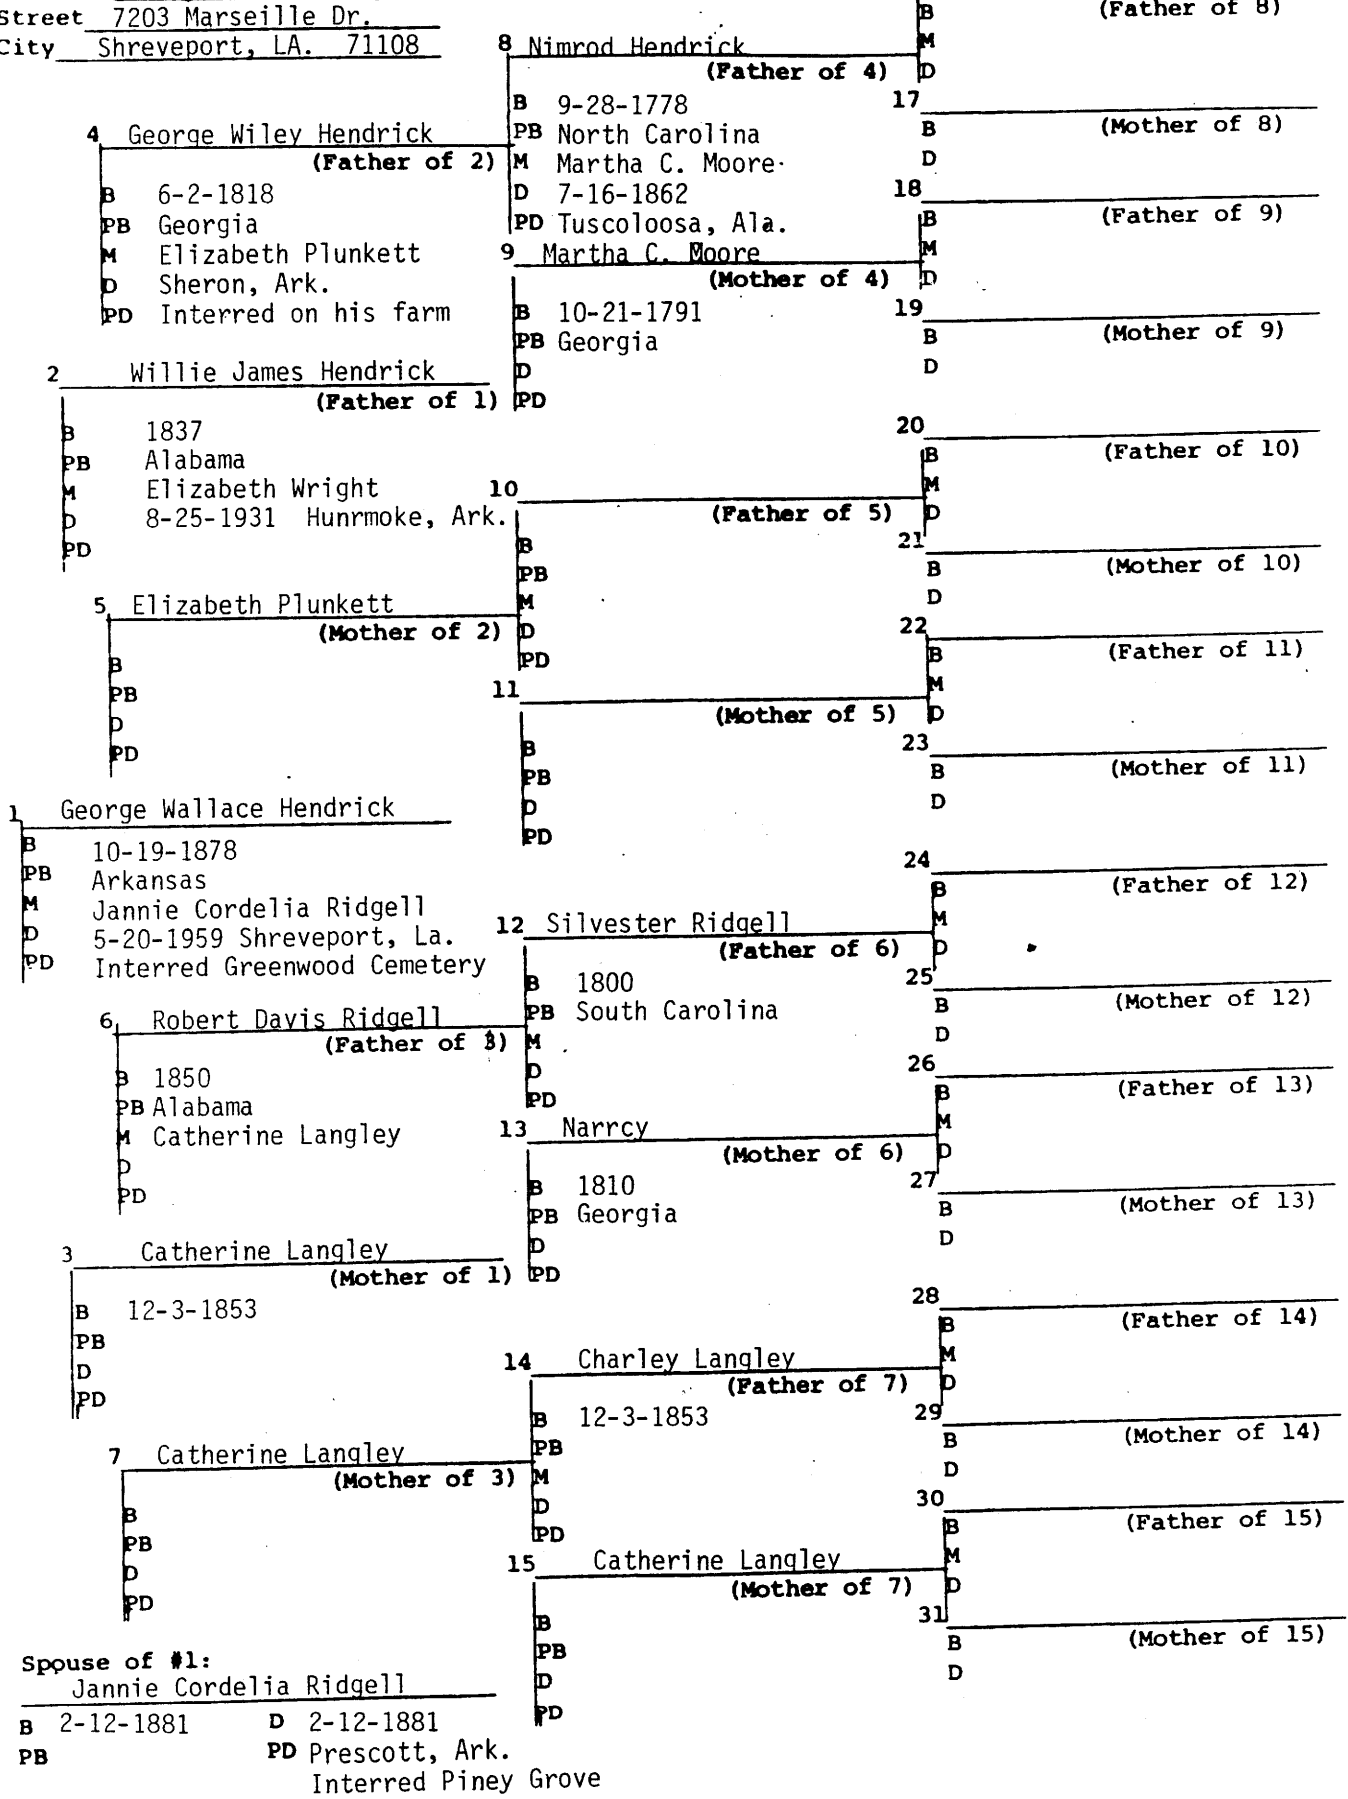 Street 7203 Marseille Dr.
City Shreveport, LA. 71108
B (Father of 8)
M
D
8 Nimrod Hendrick
(Father of 4)
B 9-28-1778
PB North Carolina
M Martha C. Moore
D 7-16-1862
PD Tuscoloosa, Ala.
17
(Mother of 8)
B
D
4 George Wiley Hendrick
(Father of 2)
B 6-2-1818
PB Georgia
M Elizabeth Plunkett
D Sheron, Ark.
PD Interred on his farm
18
(Father of 9)
B
M
D
9 Martha C. Moore
(Mother of 4)
B 10-21-1791
PB Georgia
D
PD
19
(Mother of 9)
B
D
2 Willie James Hendrick
(Father of 1)
B 1837
PB Alabama
M Elizabeth Wright
D 8-25-1931 Hunrmoke, Ark.
PD
20
(Father of 10)
B
M
D
10
(Father of 5)
B
PB
M
D
PD
21
(Mother of 10)
B
D
5 Elizabeth Plunkett
(Mother of 2)
B
PB
D
PD
22
(Father of 11)
B
M
D
11
(Mother of 5)
B
PB
D
PD
23
(Mother of 11)
B
D
1 George Wallace Hendrick
B 10-19-1878
PB Arkansas
M Jannie Cordelia Ridgell
D 5-20-1959 Shreveport, La.
PD Interred Greenwood Cemetery
24
(Father of 12)
B
M
D
12 Silvester Ridgell
(Father of 6)
B 1800
PB South Carolina
M
D
PD
25
(Mother of 12)
B
D
6 Robert Davis Ridgell
(Father of 3)
B 1850
PB Alabama
M Catherine Langley
D
PD
26
(Father of 13)
B
M
D
13 Narrcy
(Mother of 6)
B 1810
PB Georgia
D
PD
27
(Mother of 13)
B
D
3 Catherine Langley
(Mother of 1)
B 12-3-1853
PB
D
PD
28
(Father of 14)
B
M
D
14 Charley Langley
(Father of 7)
B 12-3-1853
PB
M
D
PD
29
(Mother of 14)
B
D
7 Catherine Langley
(Mother of 3)
B
PB
D
PD
30
(Father of 15)
B
M
D
15 Catherine Langley
(Mother of 7)
B
PB
D
PD
31
(Mother of 15)
B
D
Spouse of #1:
Jannie Cordelia Ridgell
B 2-12-1881 D 2-12-1881
PB PD Prescott, Ark.
Interred Piney Grove